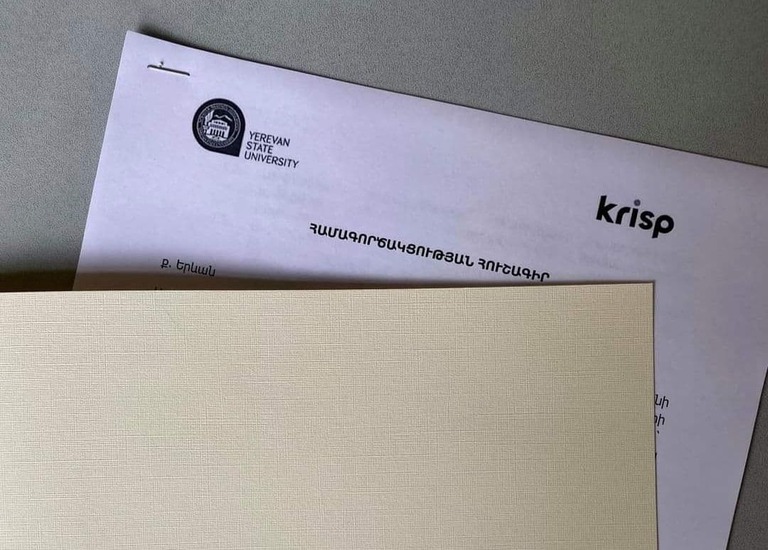 YEREVAN
STATE
UNIVERSITY
krisp
ՀԱՄԱԳՈՐԾԱԿՑՈՒԹՅԱՆ ՀՈՒՇԱԳԻՐ
ք. Երևան